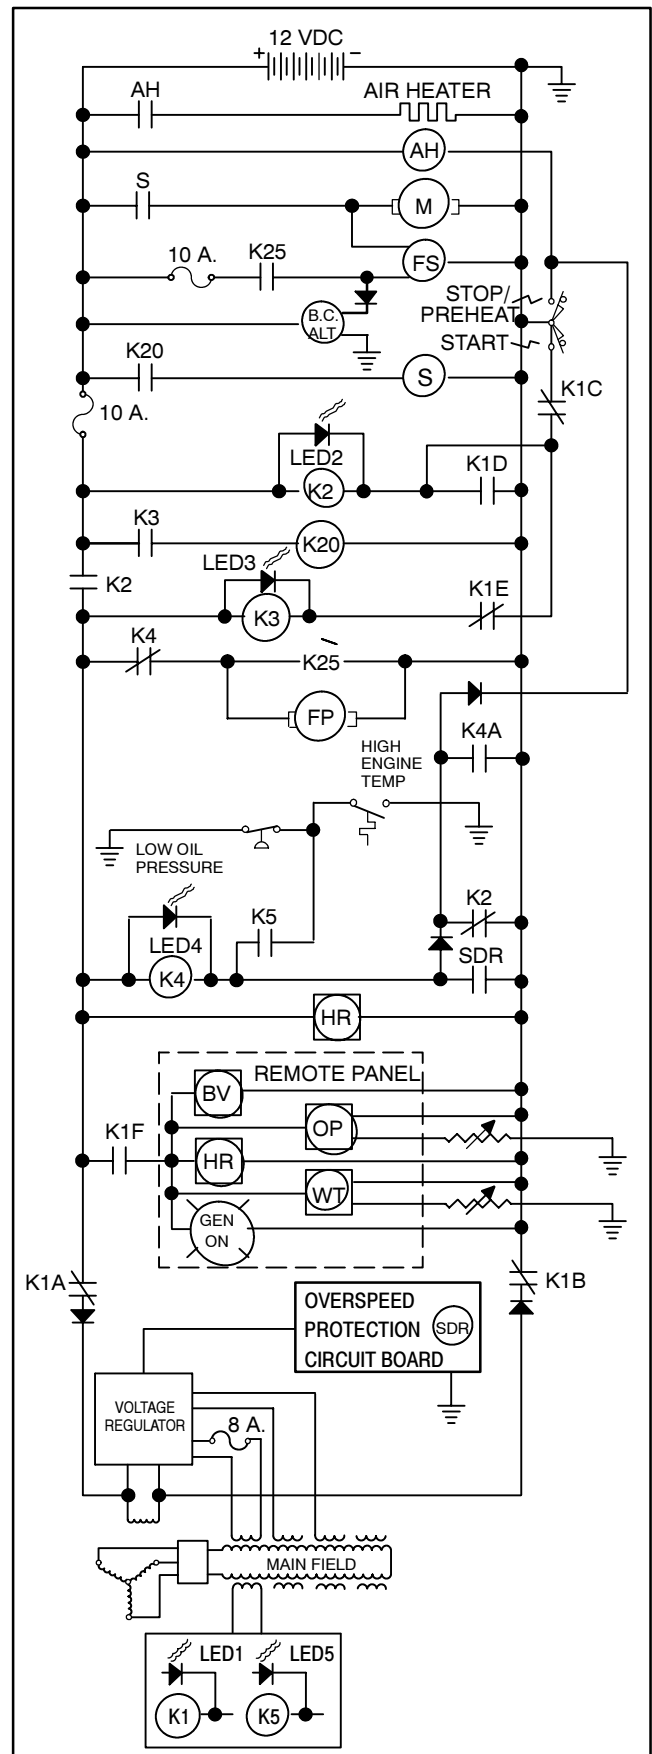 12 VDC
+ −
AH
AIR HEATER
AH
S
M
10 A.
K25
FS
STOP/
PREHEAT
B.C.
ALT
START
K20
S
K1C
10 A.
LED2
K1D
K2
K3
K20
LED3
K2
K1E
K3
K4
K25
FP
K4A
HIGH
ENGINE
TEMP
LOW OIL
PRESSURE
K5
K2
LED4
SDR
K4
HR
REMOTE PANEL
BV
OP
K1F
HR
WT
GEN
ON
K1A
K1B
OVERSPEED
PROTECTION
CIRCUIT BOARD
SDR
VOLTAGE
REGULATOR
8 A.
MAIN FIELD
LED1
LED5
K1
K5